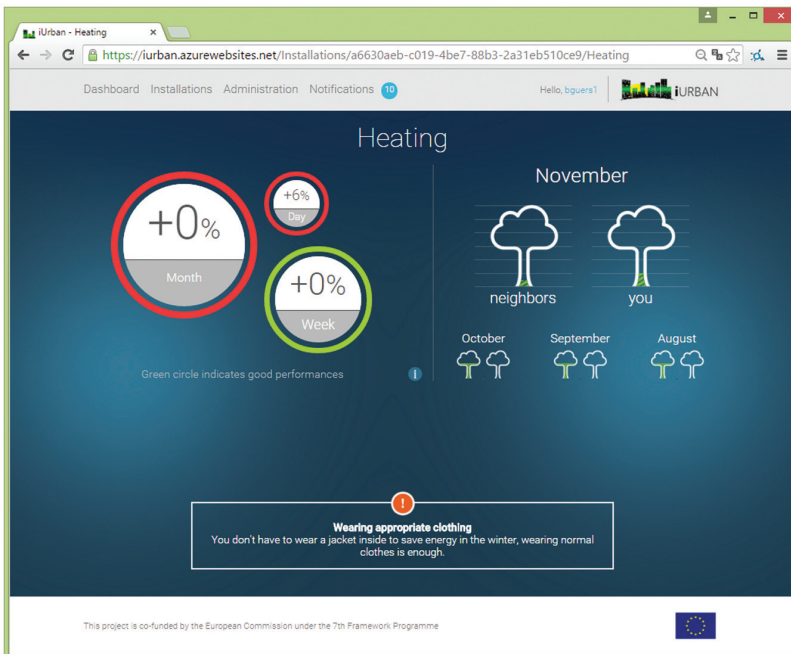 iUrban - Heating
https://iurban.azurewebsites.net/Installations/a6630aeb-c019-4be7-88b3-2a31eb510ce9/Heating
Dashboard Installations Administration Notifications 10 Hello, bguers1 iURBAN
Heating
+0%
Month
+6%
Day
+0%
Week
Green circle indicates good performances
i
November
neighbors you
October September August
!
Wearing appropriate clothing
You don't have to wear a jacket inside to save energy in the winter, wearing normal
clothes is enough.
This project is co-funded by the European Commission under the 7th Framework Programme